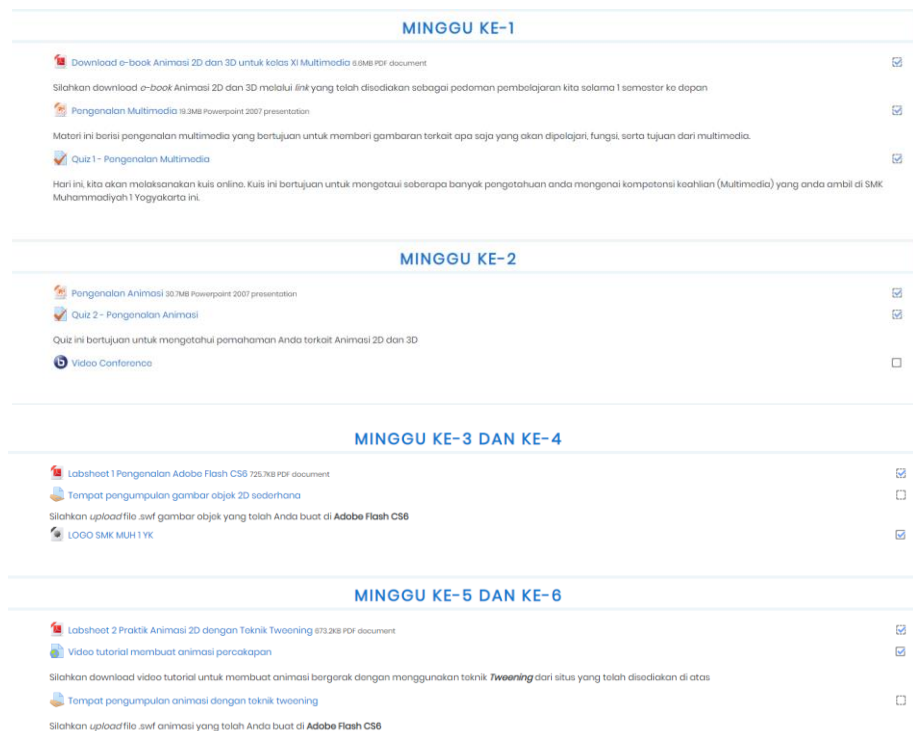 MINGGU KE-1
Download e-book Animasi 2D dan 3D untuk kelas XI Multimedia 6.6MB PDF document
Silahkan download e-book Animasi 2D dan 3D melalui link yang telah disediakan sebagai pedoman pembelajaran kita selama 1 semester ke depan
Pengenalan Multimedia 19.3MB Powerpoint 2007 presentation
Materi ini berisi pengenalan multimedia yang bertujuan untuk memberi gambaran terkait apa saja yang akan dipelajari, fungsi, serta tujuan dari multimedia.
Quiz 1 - Pengenalan Multimedia
Hari ini, kita akan melaksanakan kuis online. Kuis ini bertujuan untuk mengetaui seberapa banyak pengetahuan anda mengenai kompetensi keahlian (Multimedia) yang anda ambil di SMK
Muhammadiyah 1 Yogyakarta ini.
MINGGU KE-2
Pengenalan Animasi 30.7MB Powerpoint 2007 presentation
Quiz 2 - Pengenalan Animasi
Quiz ini bertujuan untuk mengetahui pemahaman Anda terkait Animasi 2D dan 3D
Video Conference
MINGGU KE-3 DAN KE-4
Labsheet 1 Pengenalan Adobe Flash CS6 725.7KB PDF document
Tempat pengumpulan gambar objek 2D sederhana
Silahkan upload file .swf gambar objek yang telah Anda buat di Adobe Flash CS6
LOGO SMK MUH 1 YK
MINGGU KE-5 DAN KE-6
Labsheet 2 Praktik Animasi 2D dengan Teknik Tweening 673.2KB PDF document
Video tutorial membuat animasi percakapan
Silahkan download video tutorial untuk membuat animasi bergerak dengan menggunakan teknik Tweening dari situs yang telah disediakan di atas
Tempat pengumpulan animasi dengan teknik tweening
Silahkan upload file .swf animasi yang telah Anda buat di Adobe Flash CS6